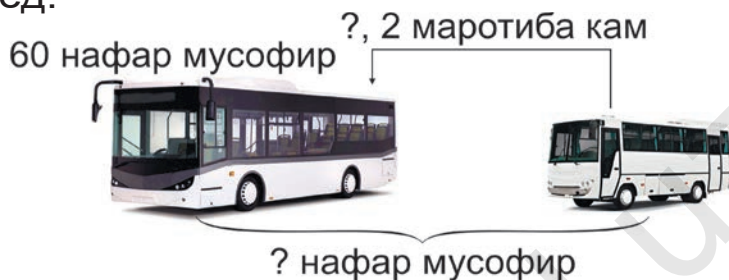 ?, 2 маротиба кам
60 нафар мусофир
? нафар мусофир